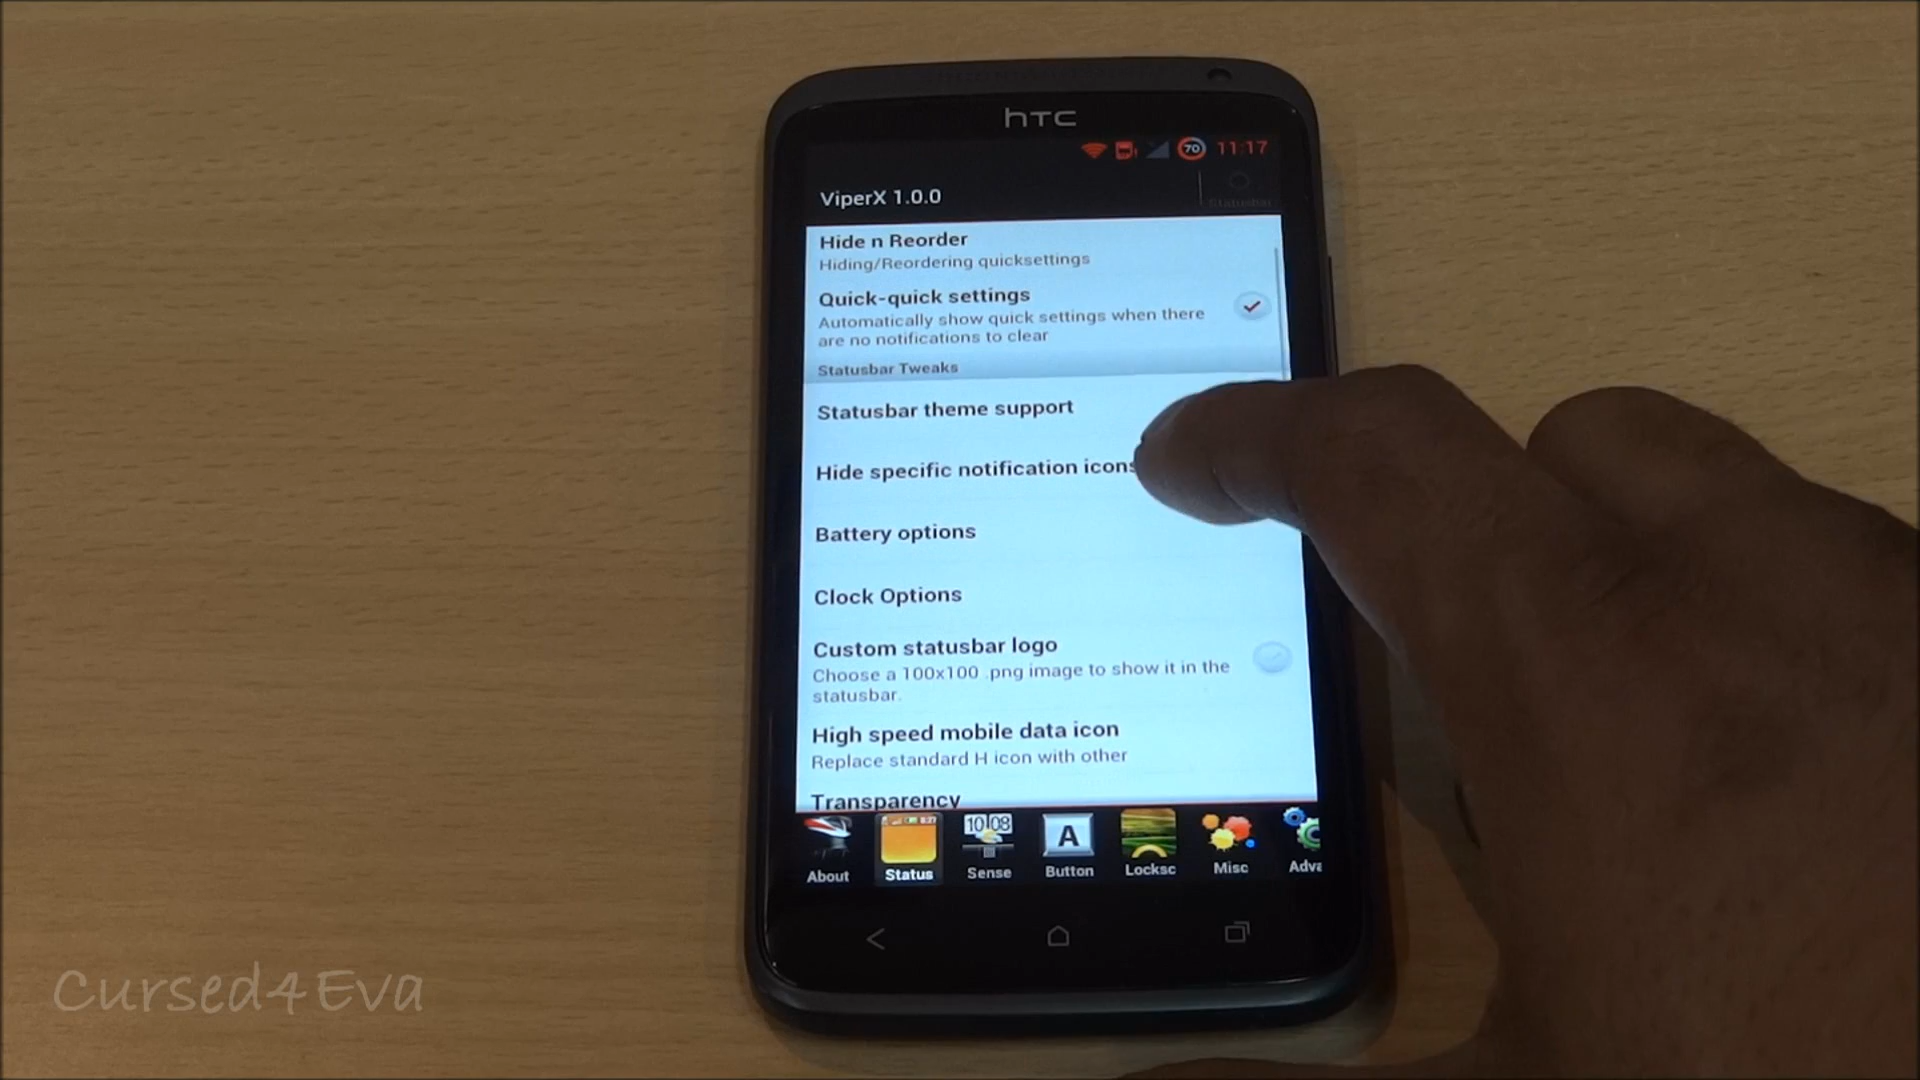 hTC
70 11:17
ViperX 1.0.0
Statusbar
Hide n Reorder
Hiding/Reordering quicksettings
Quick-quick settings
Automatically show quick settings when there
are no notifications to clear
Statusbar Tweaks
Statusbar theme support
Hide specific notification icons
Battery options
Clock Options
Custom statusbar logo
Choose a 100x100 .png image to show it in the
statusbar.
High speed mobile data icon
Replace standard H icon with other
Transparency
10 08
A
About Status Sense Button Locksc Misc Adva
Cursed4Eva